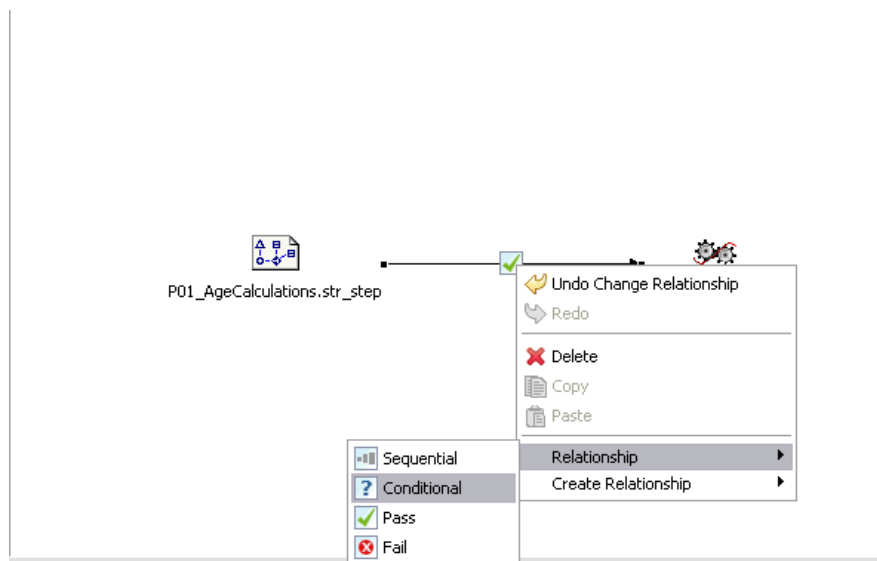 P01_AgeCalculations.str_step
Undo Change Relationship
Redo
Delete
Copy
Paste
Relationship
Create Relationship
Sequential
Conditional
Pass
Fail